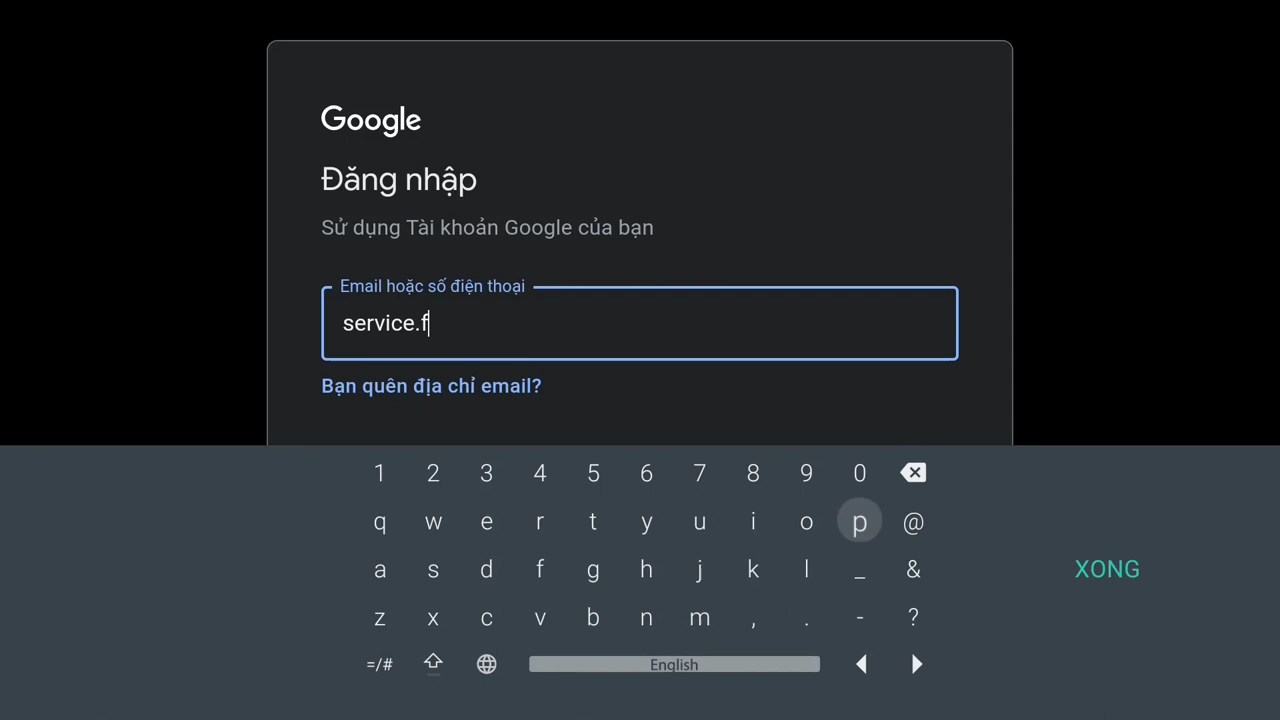 Google
Đăng nhập
Sử dụng Tài khoản Google của bạn
Email hoặc số điện thoại
service.f
Bạn quên địa chỉ email?
1 2 3 4 5 6 7 8 9 0
q w e r t y u i o p @
a s d f g h j k l _ & XONG
z x c v b n m , . - ?
=/# English